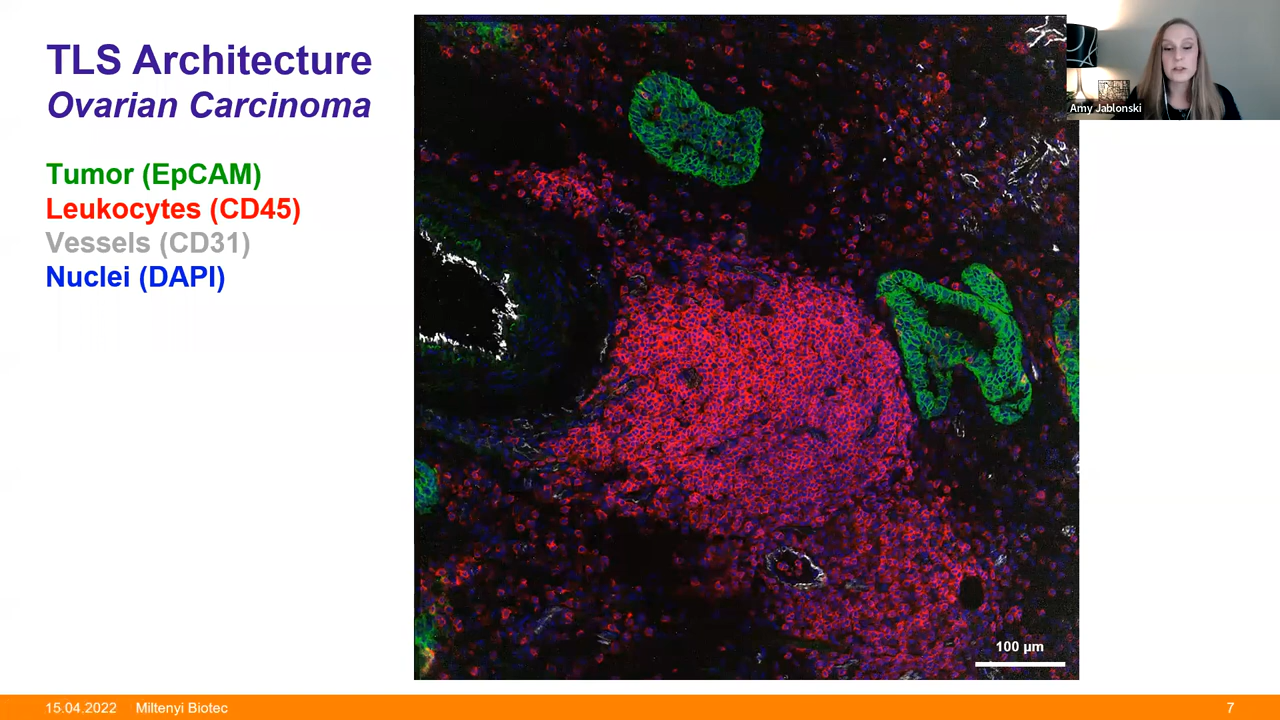 TLS Architecture
Ovarian Carcinoma
Tumor (EpCAM)
Leukocytes (CD45)
Vessels (CD31)
Nuclei (DAPI)
Amy Jablonski
100 µm
15.04.2022 Miltenyi Biotec
7